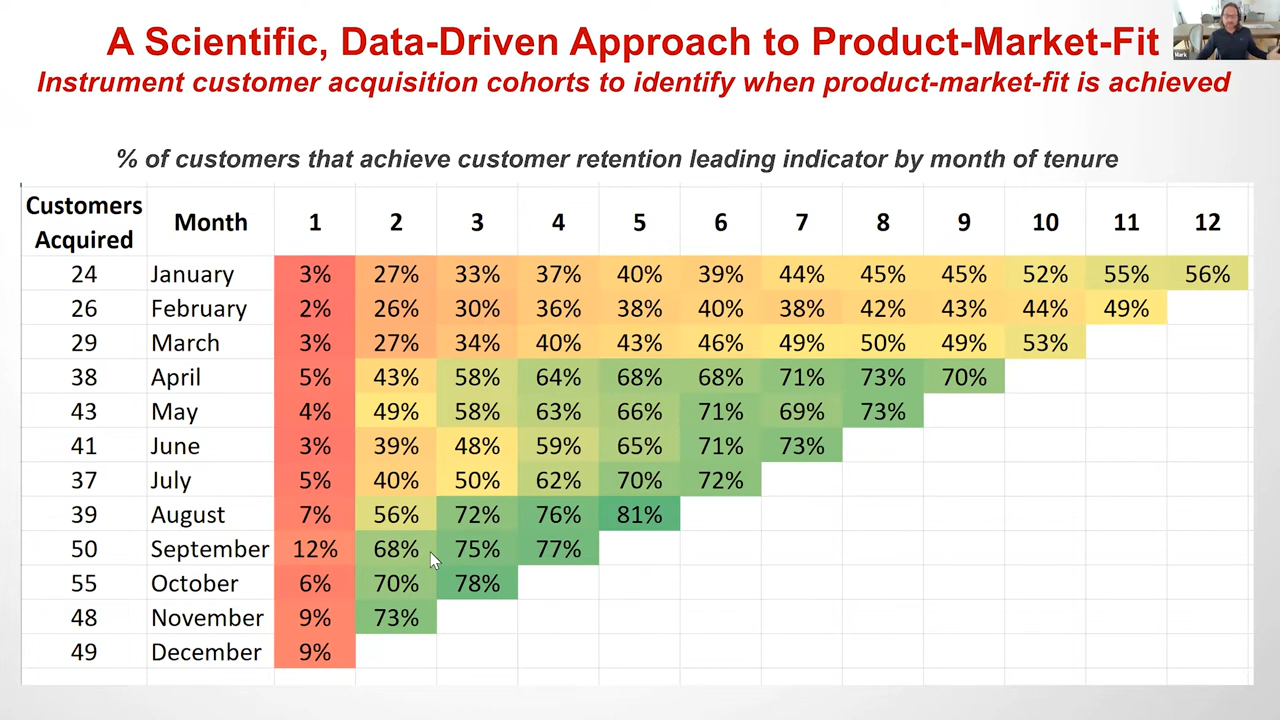 A Scientific, Data-Driven Approach to Product-Market-Fit
Mark
Instrument customer acquisition cohorts to identify when product-market-fit is achieved
% of customers that achieve customer retention leading indicator by month of tenure
Customers Acquired Month 1 2 3 4 5 6 7 8 9 10 11 12
24 January 3% 27% 33% 37% 40% 39% 44% 45% 45% 52% 55% 56%
26 February 2% 26% 30% 36% 38% 40% 38% 42% 43% 44% 49%
29 March 3% 27% 34% 40% 43% 46% 49% 50% 49% 53%
38 April 5% 43% 58% 64% 68% 68% 71% 73% 70%
43 May 4% 49% 58% 63% 66% 71% 69% 73%
41 June 3% 39% 48% 59% 65% 71% 73%
37 July 5% 40% 50% 62% 70% 72%
39 August 7% 56% 72% 76% 81%
50 September 12% 68% 75% 77%
55 October 6% 70% 78%
48 November 9% 73%
49 December 9%